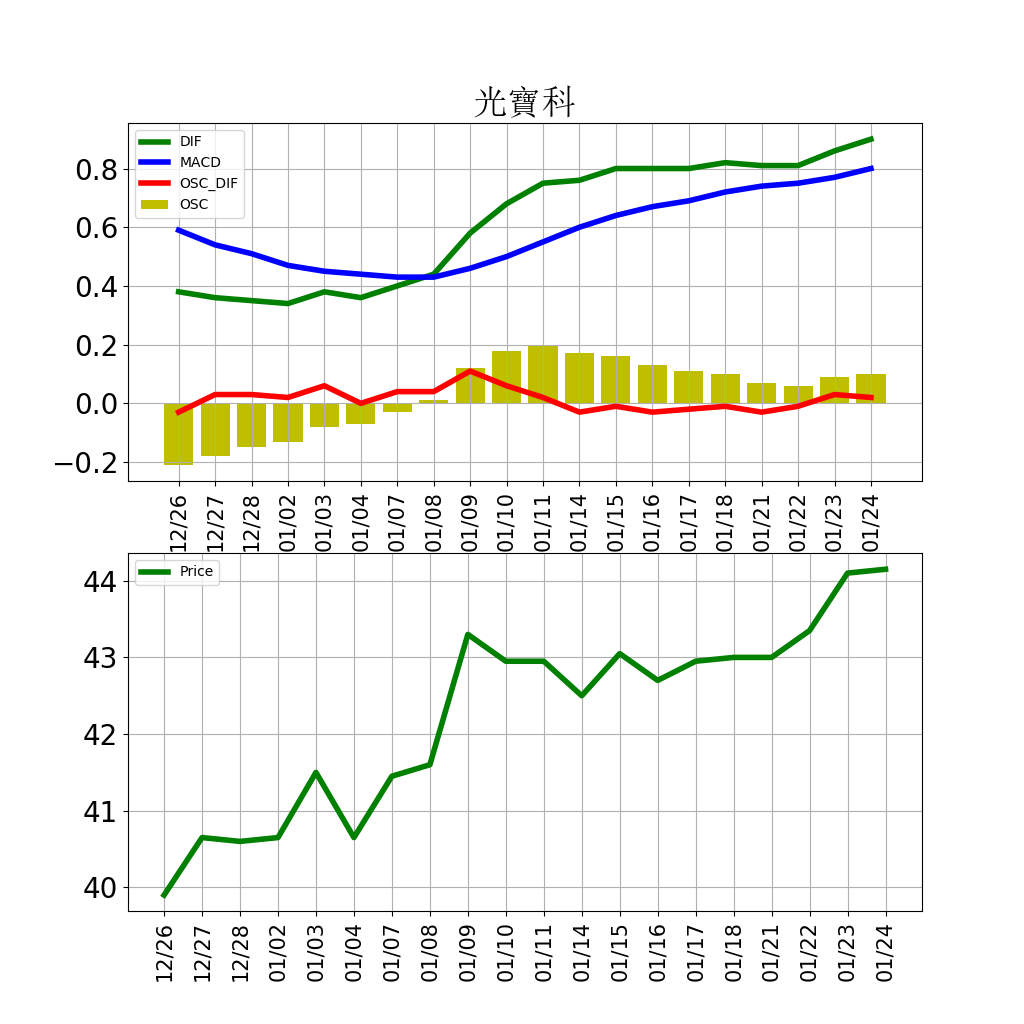 光寶科
DIF
MACD
OSC_DIF
OSC
0.8
0.6
0.4
0.2
0.0
−0.2
12/26 12/27 12/28 01/02 01/03 01/04 01/07 01/08 01/09 01/10 01/11 01/14 01/15 01/16 01/17 01/18 01/21 01/22 01/23 01/24
Price
44
43
42
41
40
12/26 12/27 12/28 01/02 01/03 01/04 01/07 01/08 01/09 01/10 01/11 01/14 01/15 01/16 01/17 01/18 01/21 01/22 01/23 01/24